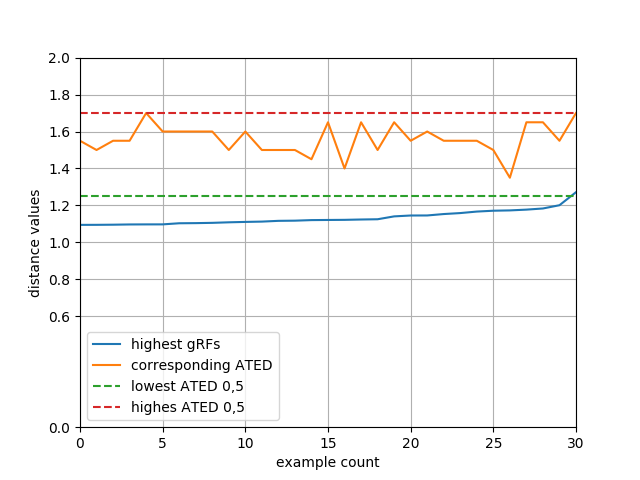 2.0
1.8
1.6
1.4
1.2
1.0
0.8
0.6
0.0
distance values
highest gRFs
corresponding ATED
lowest ATED 0,5
highes ATED 0,5
0 5 10 15 20 25 30
example count